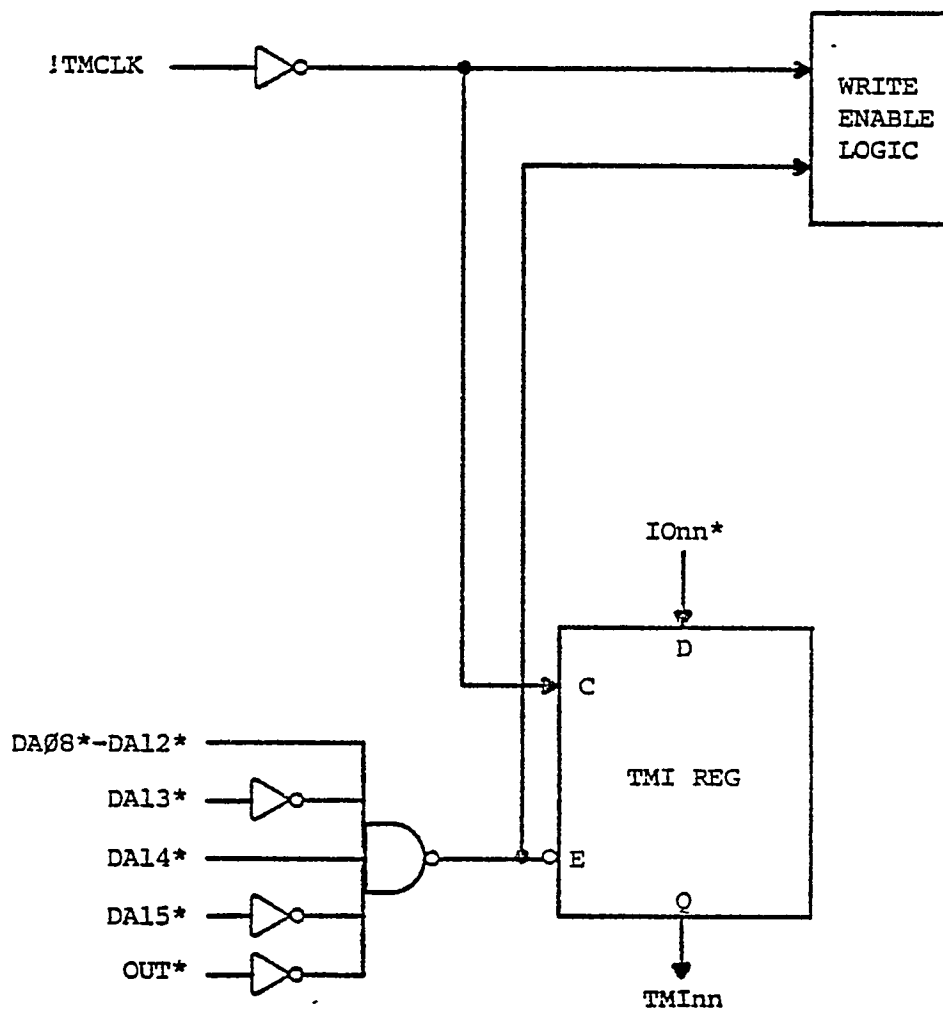 !TMCLK
WRITE
ENABLE
LOGIC
IOnn*
D
C
DAØ8*-DA12*
TMI REG
DA13*
DA14*
E
DA15*
Q
OUT*
TMInn